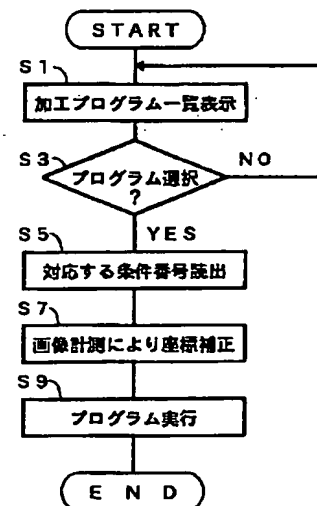 START
S1
加工プログラム一覧表示
S3
プログラム選択
?
NO
YES
S5
対応する条件番号読出
S7
画像計測により座標補正
S9
プログラム実行
END